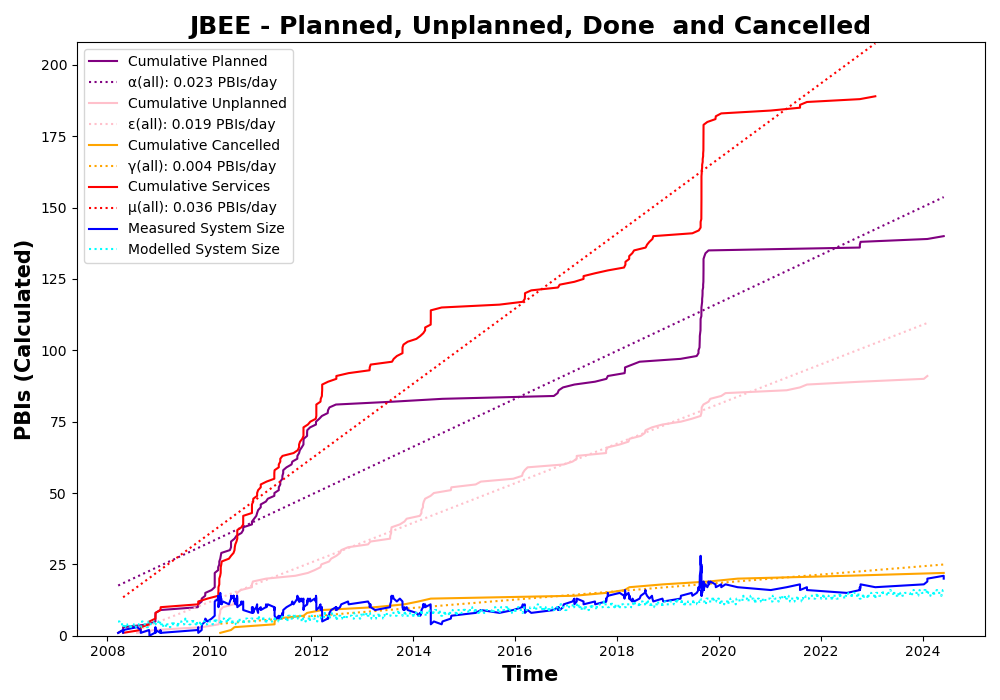 JBEE - Planned, Unplanned, Done  and Cancelled
Cumulative Planned
α(all): 0.023 PBIs/day
Cumulative Unplanned
ε(all): 0.019 PBIs/day
Cumulative Cancelled
γ(all): 0.004 PBIs/day
Cumulative Services
μ(all): 0.036 PBIs/day
Measured System Size
Modelled System Size
PBIs (Calculated)
200
175
150
125
100
75
50
25
0
2008 2010 2012 2014 2016 2018 2020 2022 2024
Time